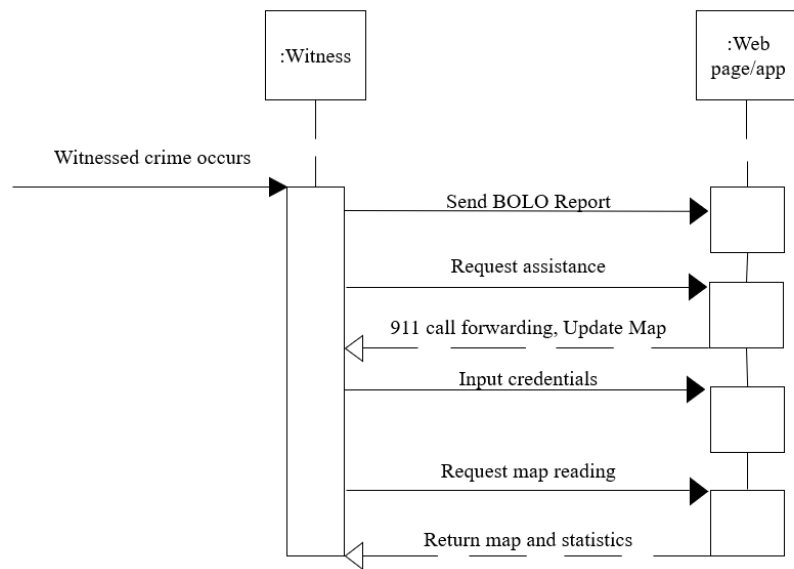 :Witness
:Web
page/app
Witnessed crime occurs
Send BOLO Report
Request assistance
911 call forwarding, Update Map
Input credentials
Request map reading
Return map and statistics